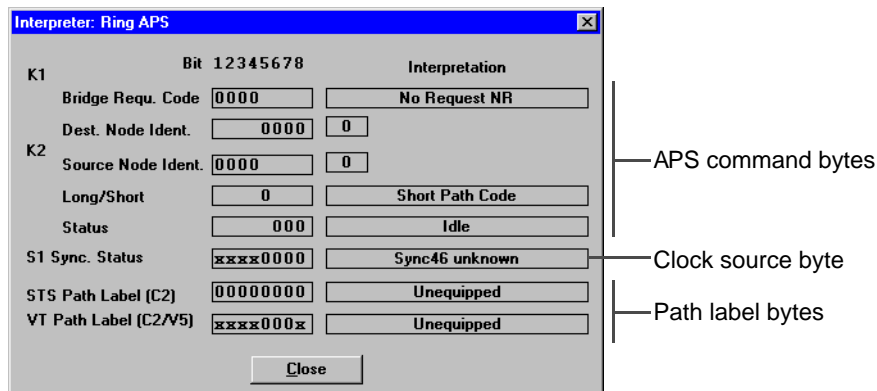 Interpreter: Ring APS
Bit 12345678 Interpretation
K1
Bridge Requ. Code 0000 No Request NR
Dest. Node Ident. 0000 0
K2
Source Node Ident. 0000 0
APS command bytes
Long/Short 0 Short Path Code
Status 000 Idle
S1 Sync. Status xxxx0000 Sync46 unknown Clock source byte
STS Path Label (C2) 00000000 Unequipped
Path label bytes
VT Path Label (C2/V5) xxxx000x Unequipped
Close